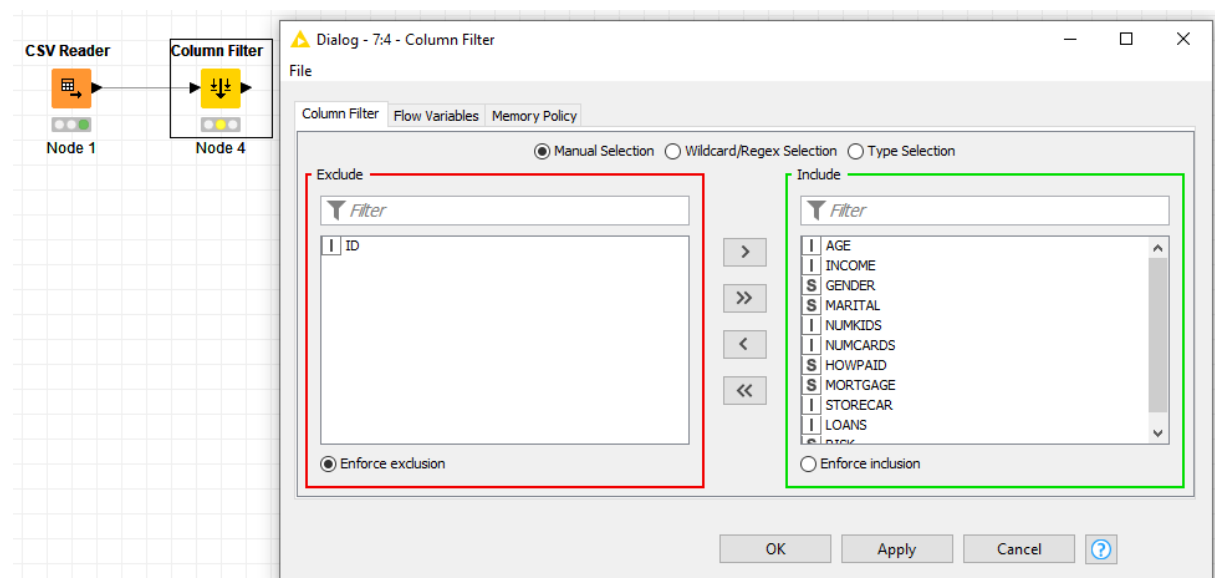 CSV Reader
Node 1
Column Filter
Node 4
Dialog - 7:4 - Column Filter
File
Column Filter Flow Variables Memory Policy
Manual Selection Wildcard/Regex Selection Type Selection
Exclude
Filter
I ID
Enforce exclusion
>
>>
<
<<
Include
Filter
I AGE
I INCOME
S GENDER
S MARITAL
I NUMKIDS
I NUMCARDS
S HOWPAID
S MORTGAGE
I STORECAR
I LOANS
Enforce inclusion
OK Apply Cancel ?